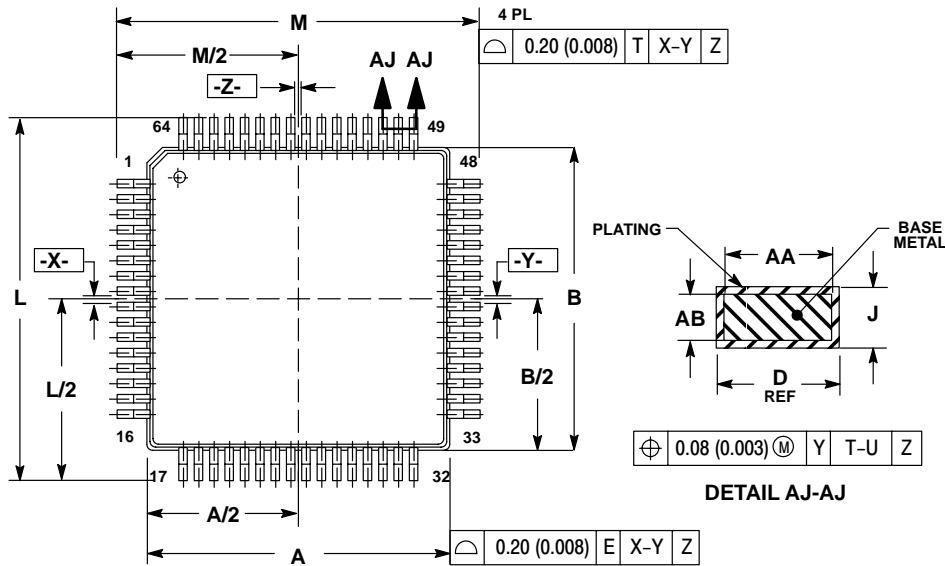 M
4 PL
⌓ 0.20 (0.008) T X–Y Z
M/2
AJ AJ
-Z-
64
49
1
48
PLATING
BASE
METAL
AA
-X-
-Y-
L
B
AB
J
L/2
B/2
D
REF
16
33
⌖ 0.08 (0.003) Ⓜ Y T–U Z
17
32
DETAIL AJ-AJ
A/2
A
⌓ 0.20 (0.008) E X–Y Z